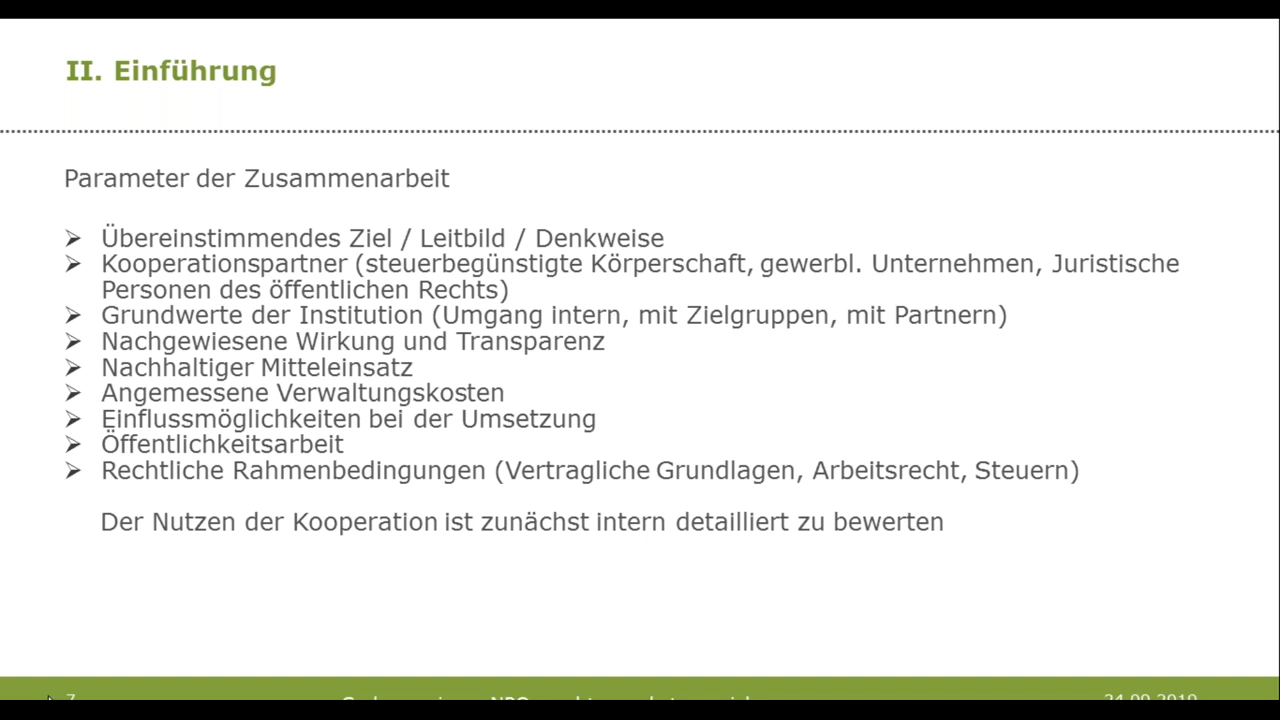 II. Einführung
Parameter der Zusammenarbeit
➢ Übereinstimmendes Ziel / Leitbild / Denkweise
➢ Kooperationspartner (steuerbegünstigte Körperschaft, gewerbl. Unternehmen, Juristische
Personen des öffentlichen Rechts)
➢ Grundwerte der Institution (Umgang intern, mit Zielgruppen, mit Partnern)
➢ Nachgewiesene Wirkung und Transparenz
➢ Nachhaltiger Mitteleinsatz
➢ Angemessene Verwaltungskosten
➢ Einflussmöglichkeiten bei der Umsetzung
➢ Öffentlichkeitsarbeit
➢ Rechtliche Rahmenbedingungen (Vertragliche Grundlagen, Arbeitsrecht, Steuern)
Der Nutzen der Kooperation ist zunächst intern detailliert zu bewerten
7